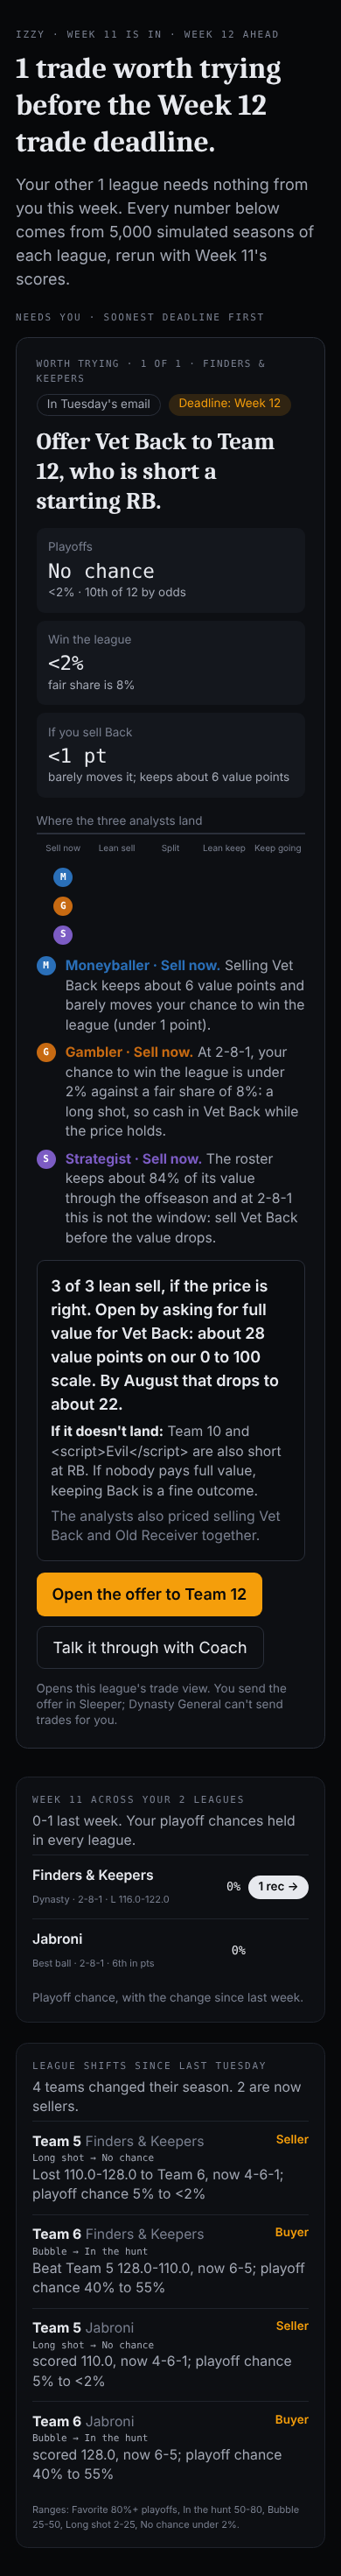 IZZY · WEEK 11 IS IN · WEEK 12 AHEAD
1 trade worth trying
before the Week 12
trade deadline.
Your other 1 league needs nothing from
you this week. Every number below
comes from 5,000 simulated seasons of
each league, rerun with Week 11's
scores.
NEEDS YOU · SOONEST DEADLINE FIRST
WORTH TRYING · 1 OF 1 · FINDERS &
KEEPERS
In Tuesday's email
Deadline: Week 12
Offer Vet Back to Team
12, who is short a
starting RB.
Playoffs
No chance
<2% · 10th of 12 by odds
Win the league
<2%
fair share is 8%
If you sell Back
<1 pt
barely moves it; keeps about 6 value points
Where the three analysts land
Sell now Lean sell Split Lean keep Keep going
M
G
S
M Moneyballer · Sell now. Selling Vet
Back keeps about 6 value points and
barely moves your chance to win the
league (under 1 point).
G Gambler · Sell now. At 2-8-1, your
chance to win the league is under
2% against a fair share of 8%: a
long shot, so cash in Vet Back while
the price holds.
S Strategist · Sell now. The roster
keeps about 84% of its value
through the offseason and at 2-8-1
this is not the window: sell Vet Back
before the value drops.
3 of 3 lean sell, if the price is
right. Open by asking for full
value for Vet Back: about 28
value points on our 0 to 100
scale. By August that drops to
about 22.
If it doesn't land: Team 10 and
<script>Evil</script> are also short
at RB. If nobody pays full value,
keeping Back is a fine outcome.
The analysts also priced selling Vet
Back and Old Receiver together.
Open the offer to Team 12
Talk it through with Coach
Opens this league's trade view. You send the
offer in Sleeper; Dynasty General can't send
trades for you.
WEEK 11 ACROSS YOUR 2 LEAGUES
0-1 last week. Your playoff chances held
in every league.
Finders & Keepers
0% 1 rec →
Dynasty · 2-8-1 · L 116.0-122.0
Jabroni
0%
Best ball · 2-8-1 · 6th in pts
Playoff chance, with the change since last week.
LEAGUE SHIFTS SINCE LAST TUESDAY
4 teams changed their season. 2 are now
sellers.
Team 5 Finders & Keepers Seller
Long shot → No chance
Lost 110.0-128.0 to Team 6, now 4-6-1;
playoff chance 5% to <2%
Team 6 Finders & Keepers Buyer
Bubble → In the hunt
Beat Team 5 128.0-110.0, now 6-5; playoff
chance 40% to 55%
Team 5 Jabroni Seller
Long shot → No chance
scored 110.0, now 4-6-1; playoff chance
5% to <2%
Team 6 Jabroni Buyer
Bubble → In the hunt
scored 128.0, now 6-5; playoff chance
40% to 55%
Ranges: Favorite 80%+ playoffs, In the hunt 50-80, Bubble
25-50, Long shot 2-25, No chance under 2%.